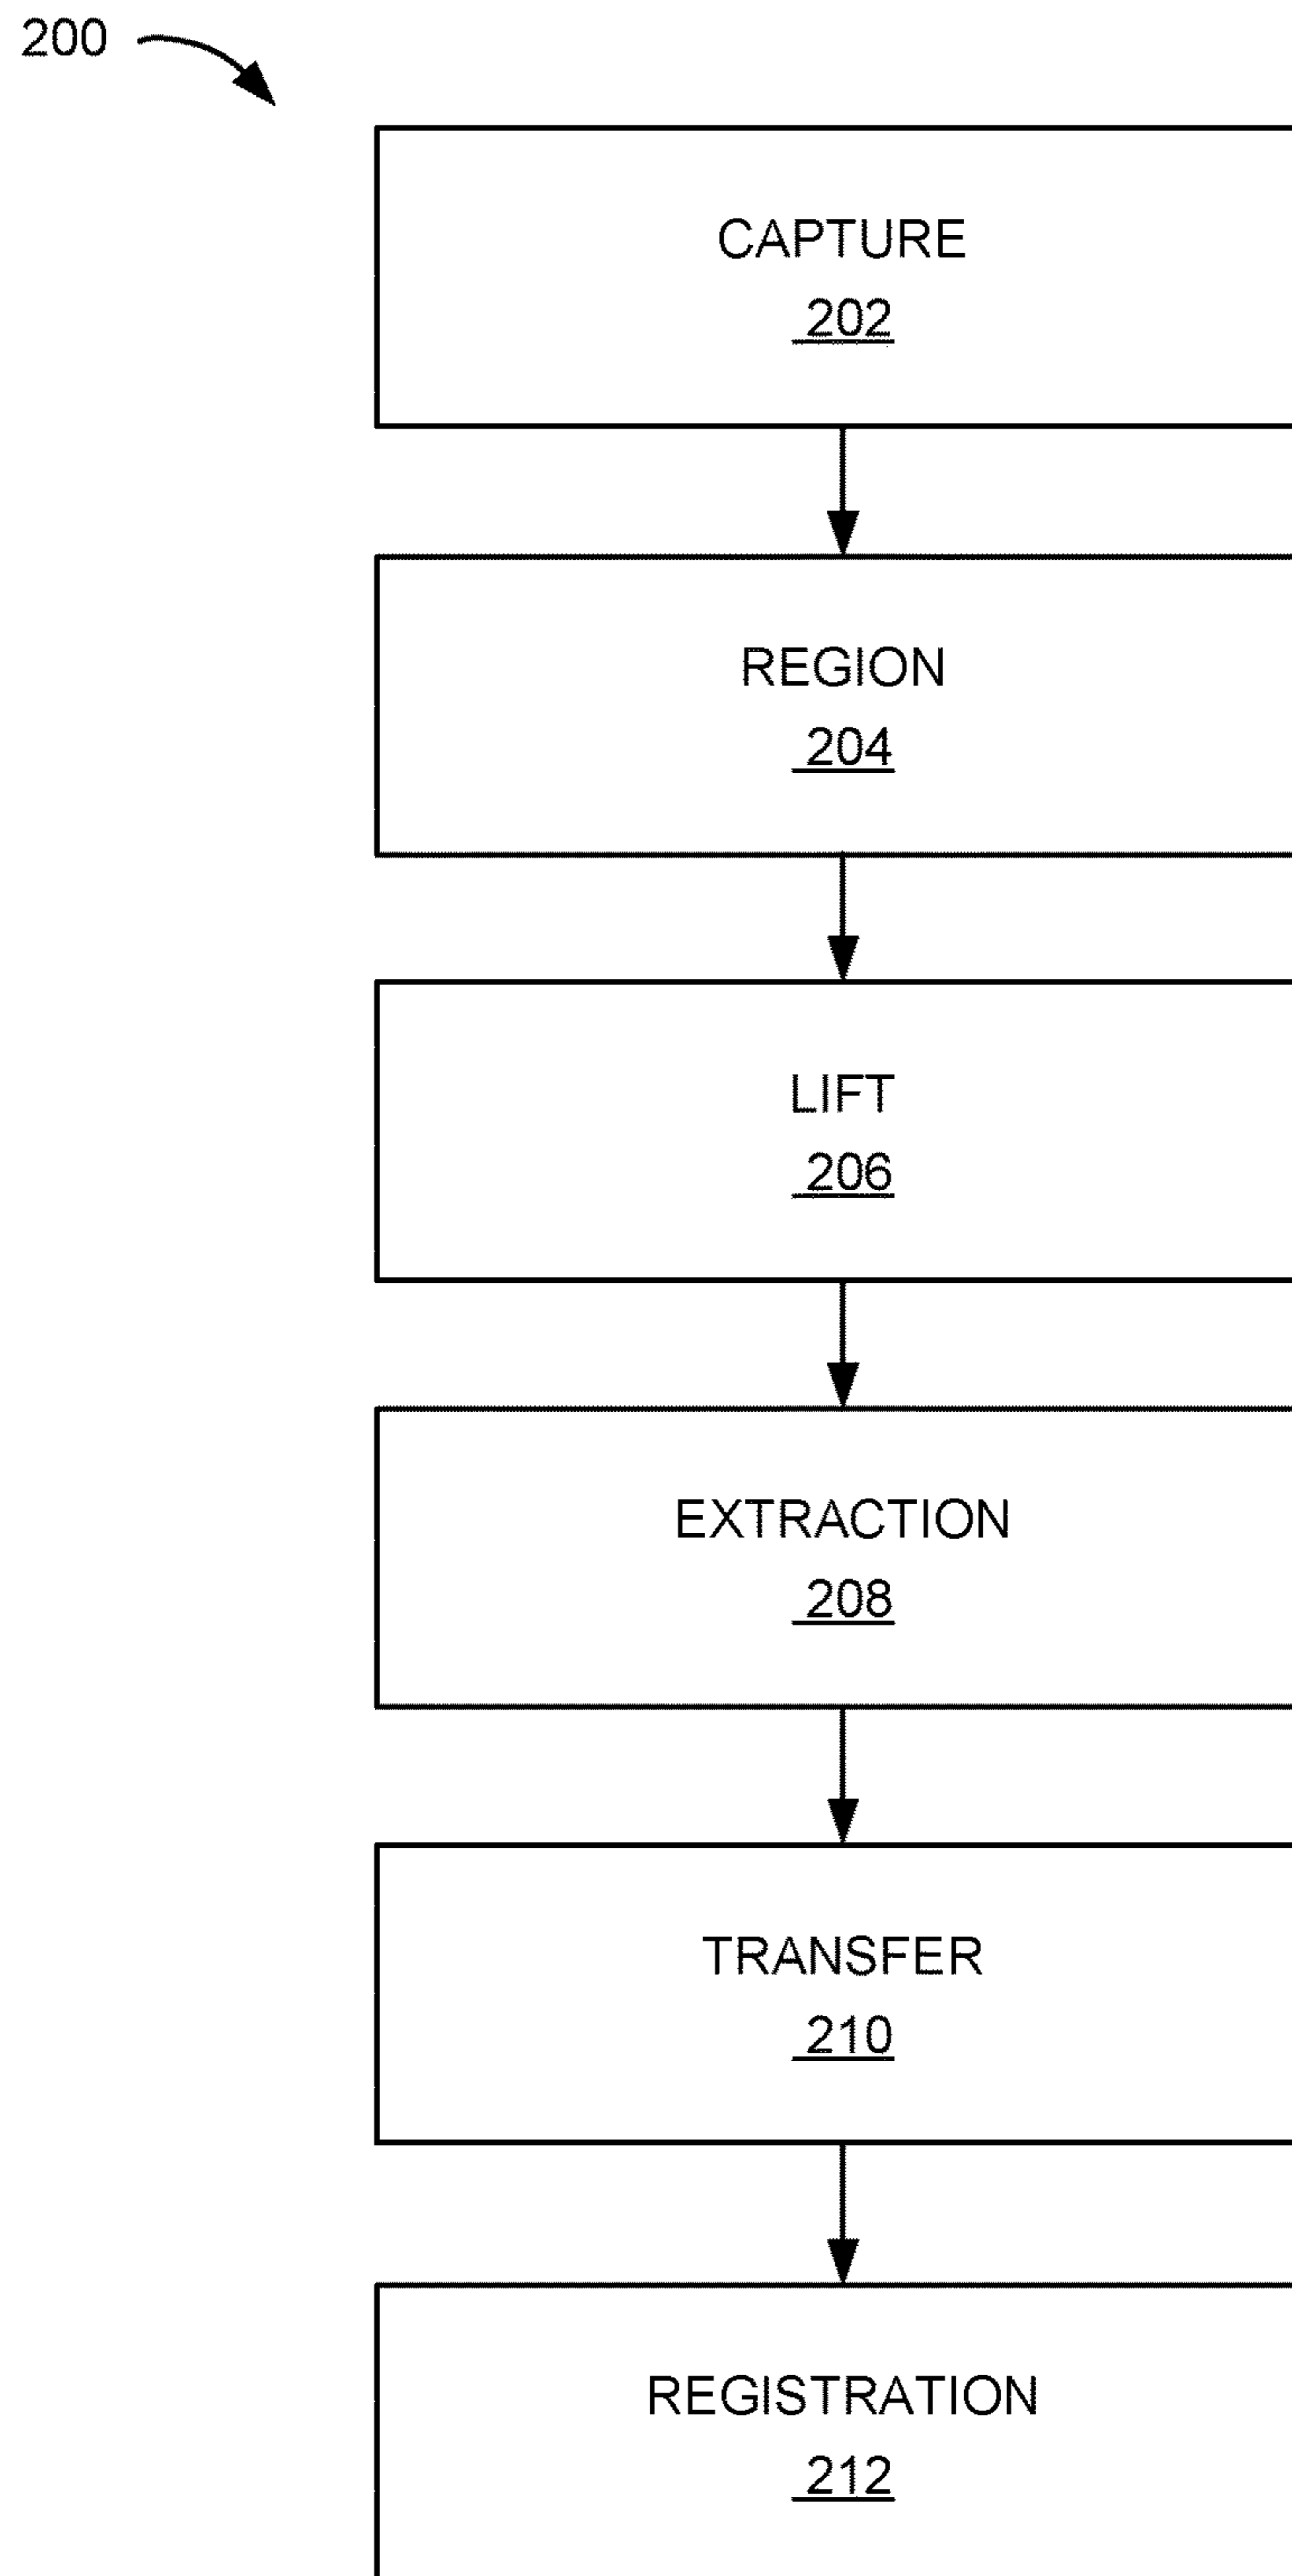 200
CAPTURE
202
REGION
204
LIFT
206
EXTRACTION
208
TRANSFER
210
REGISTRATION
212